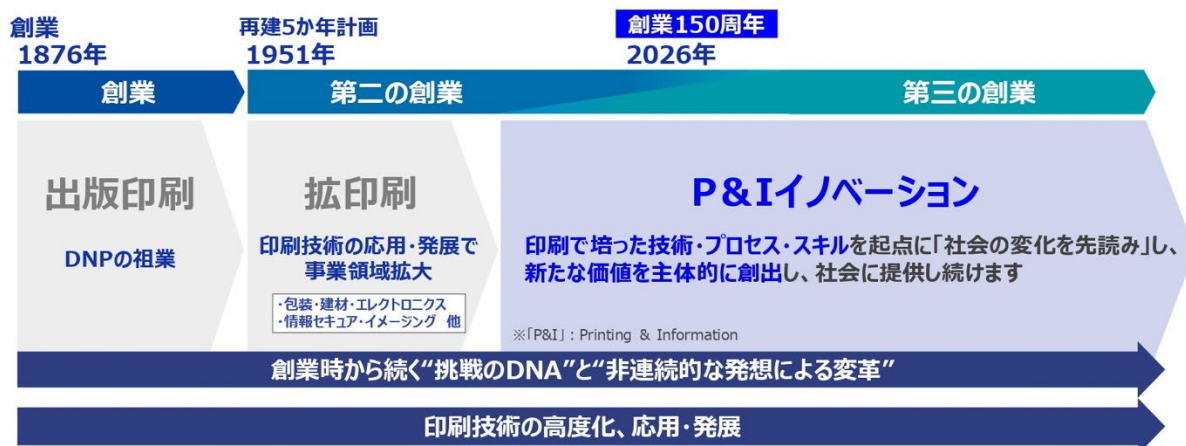 創業
1876年
再建5か年計画
1951年
創業150周年
2026年
創業
第二の創業
第三の創業
出版印刷
DNPの祖業
拡印刷
印刷技術の応用・発展で
事業領域拡大
・包装・建材・エレクトロニクス
・情報セキュア・イメージング 他
P&Iイノベーション
印刷で培った技術・プロセス・スキルを起点に「社会の変化を先読み」し、
新たな価値を主体的に創出し、社会に提供し続けます
※「P&I」: Printing & Information
創業時から続く“挑戦のDNA”と“非連続的な発想による変革”
印刷技術の高度化、応用・発展